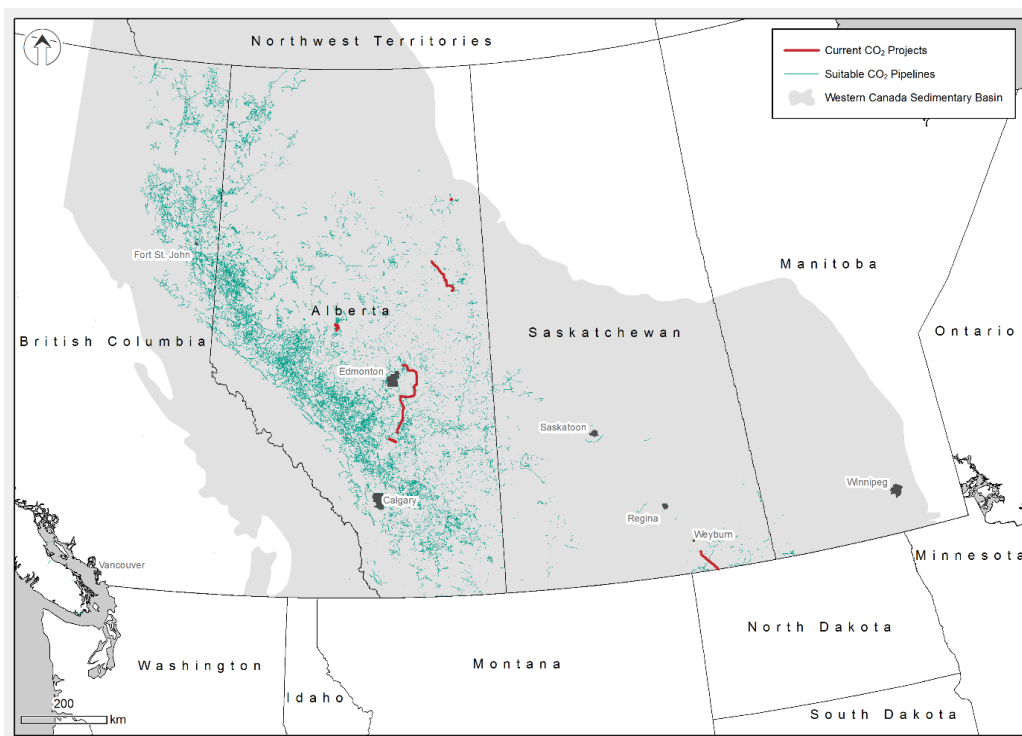 Northwest Territories
Current CO₂ Projects
Suitable CO₂ Pipelines
Western Canada Sedimentary Basin
Fort St. John
Manitoba
Alberta
Saskatchewan
Ontario
British Columbia
Edmonton
Saskatoon
Winnipeg
Calgary
Regina
Weyburn
Minnesota
Vancouver
North Dakota
Washington
Montana
Idaho
200
km
South Dakota